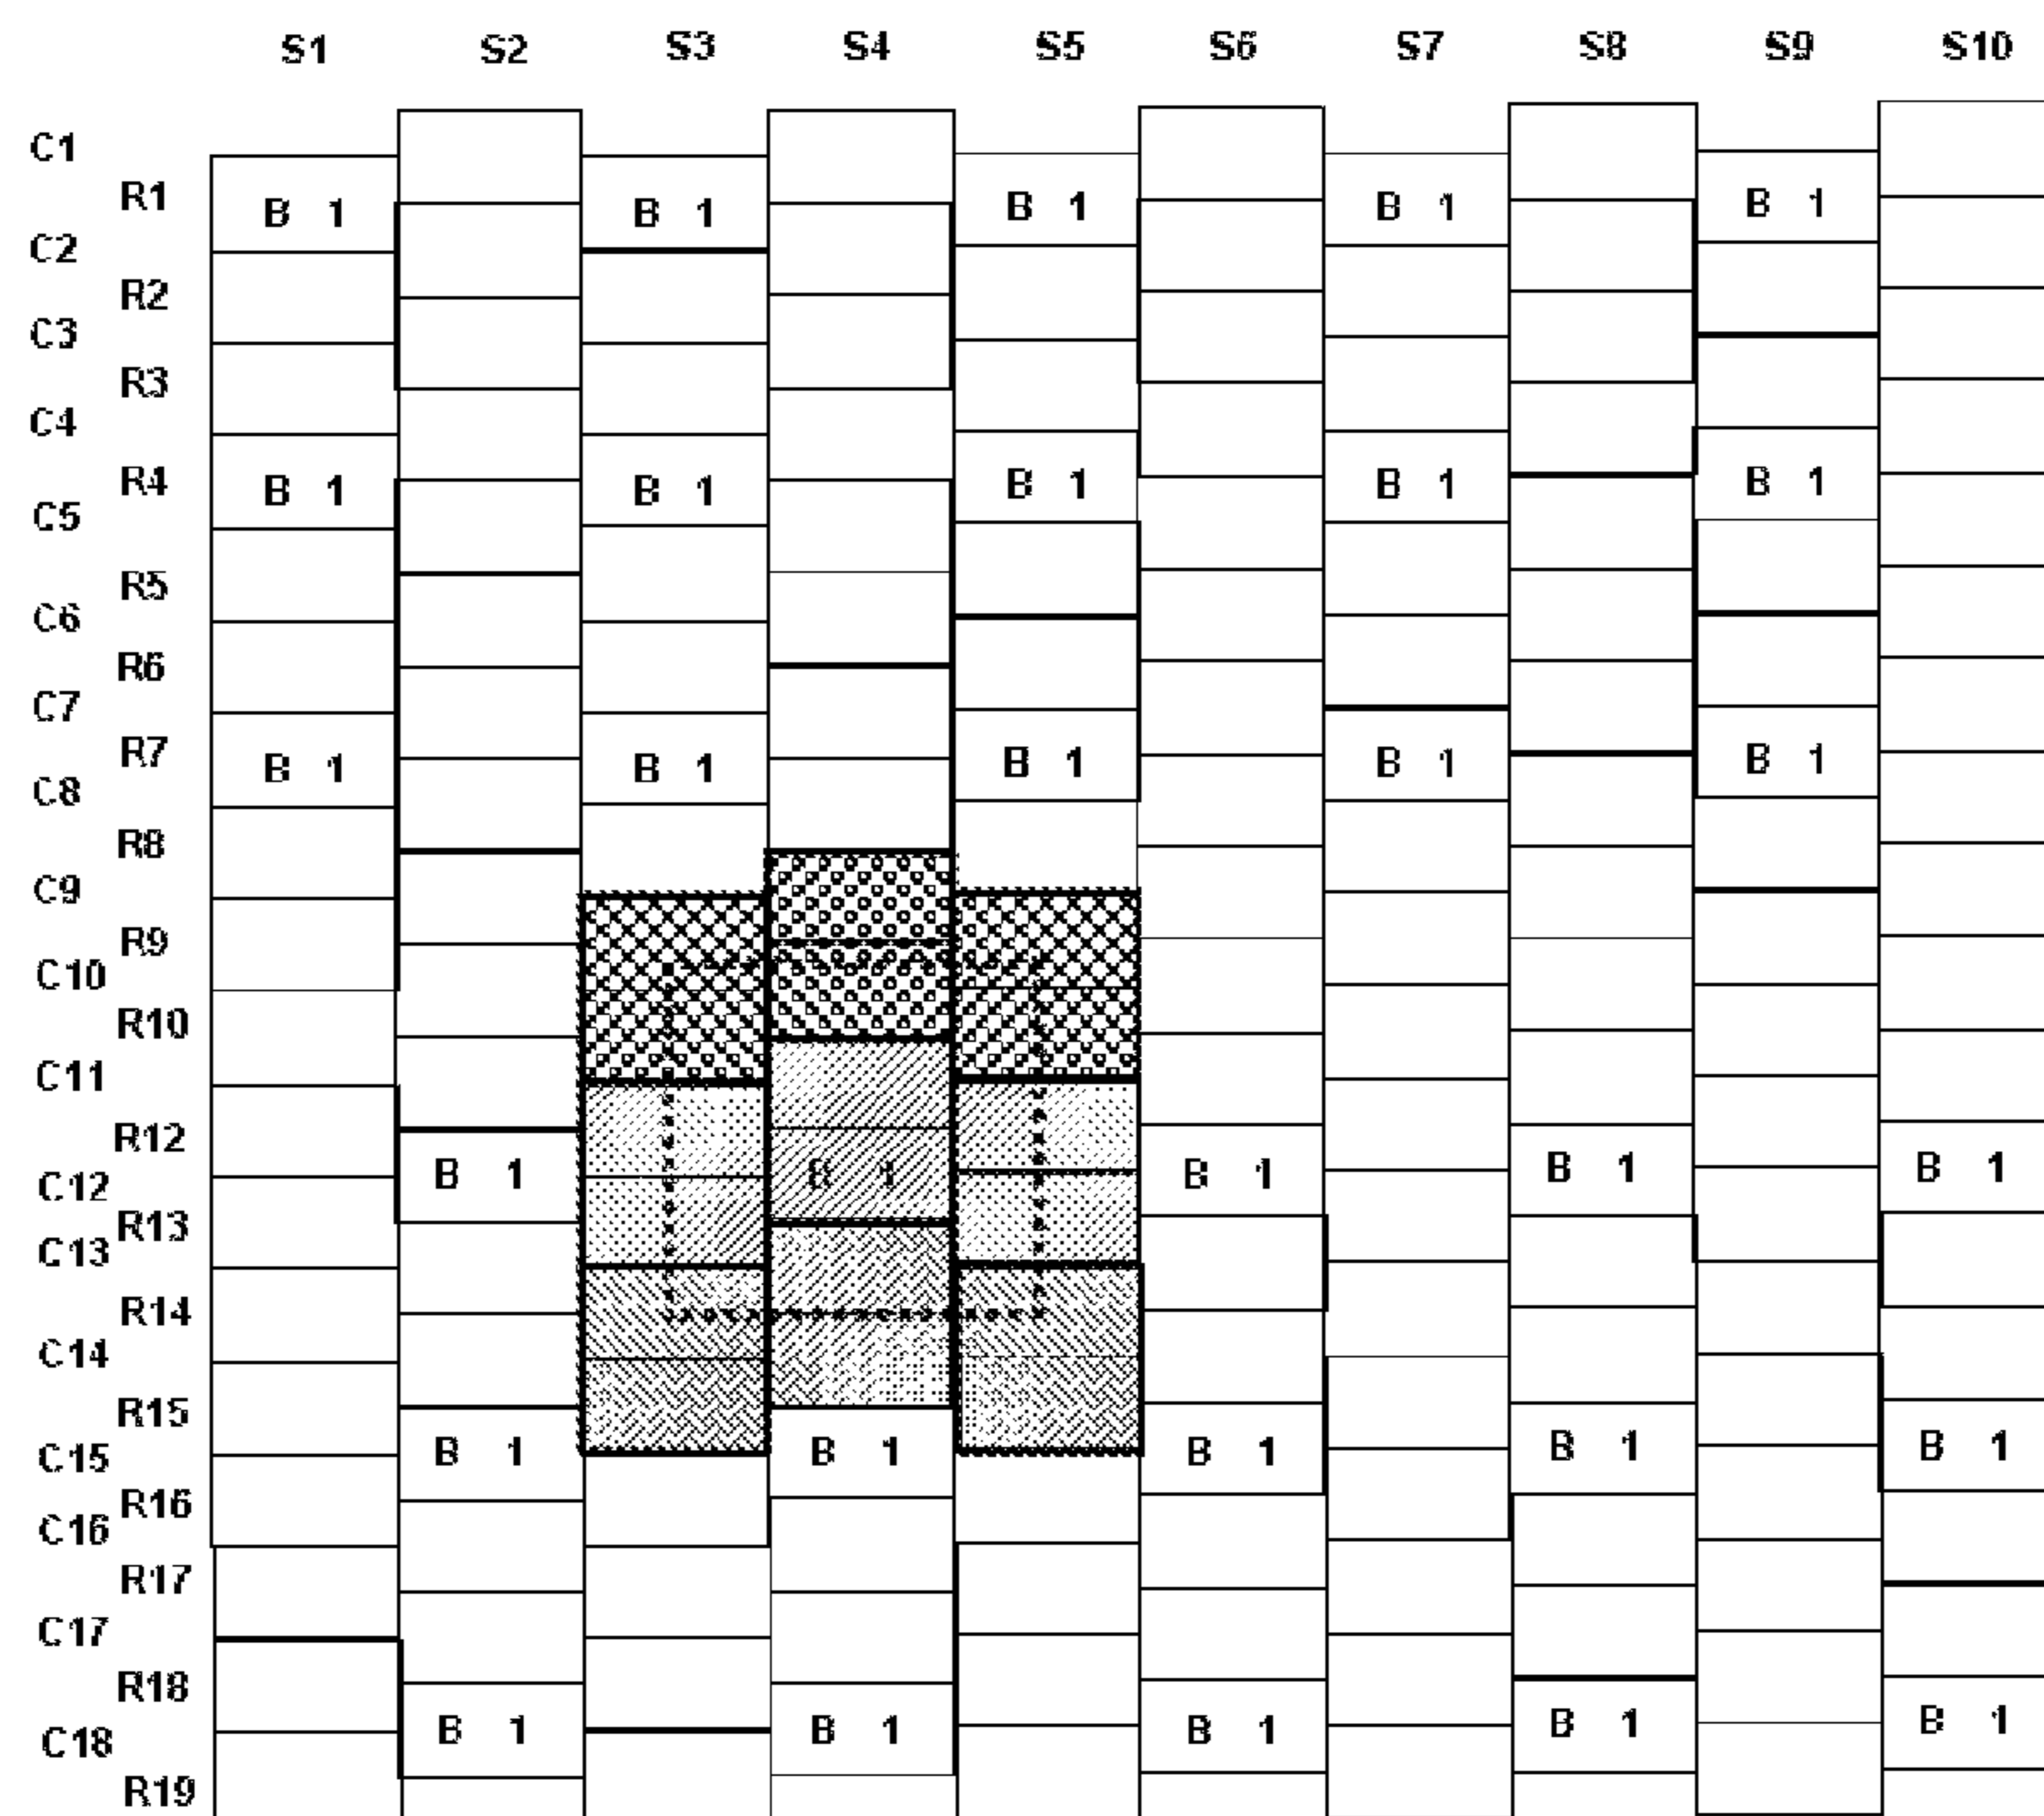 S1 S2 S3 S4 S5 S6 S7 S8 S9 S10
C1
R1 B 1 B 1 B 1 B 1 B 1
C2
R2
C3
R3
C4
R4 B 1 B 1 B 1 B 1 B 1
C5
R5
C6
R6
C7
R7 B 1 B 1 B 1 B 1 B 1
C8
R8
C9
R9
C10
R10
C11
R12
C12 B 1 B 1 B 1 B 1 B 1
R13
C13
R14
C14
R15
C15 B 1 B 1 B 1 B 1 B 1
R16
C16
R17
C17
R18
C18 B 1 B 1 B 1 B 1 B 1
R19